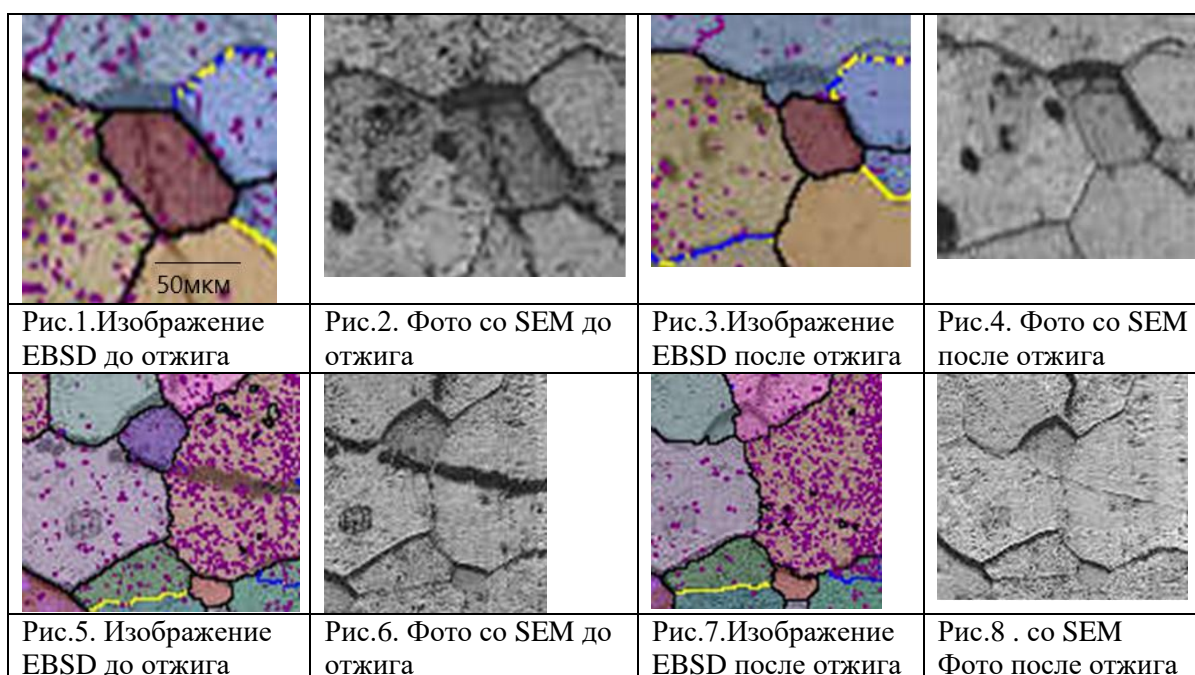 50мкм
Рис.1.Изображение
EBSD до отжига
Рис.2. Фото со SEM до
отжига
Рис.3.Изображение
EBSD после отжига
Рис.4. Фото со SEM
после отжига
Рис.5. Изображение
EBSD до отжига
Рис.6. Фото со SEM до
отжига
Рис.7.Изображение
EBSD после отжига
Рис.8 . со SEM
Фото после отжига